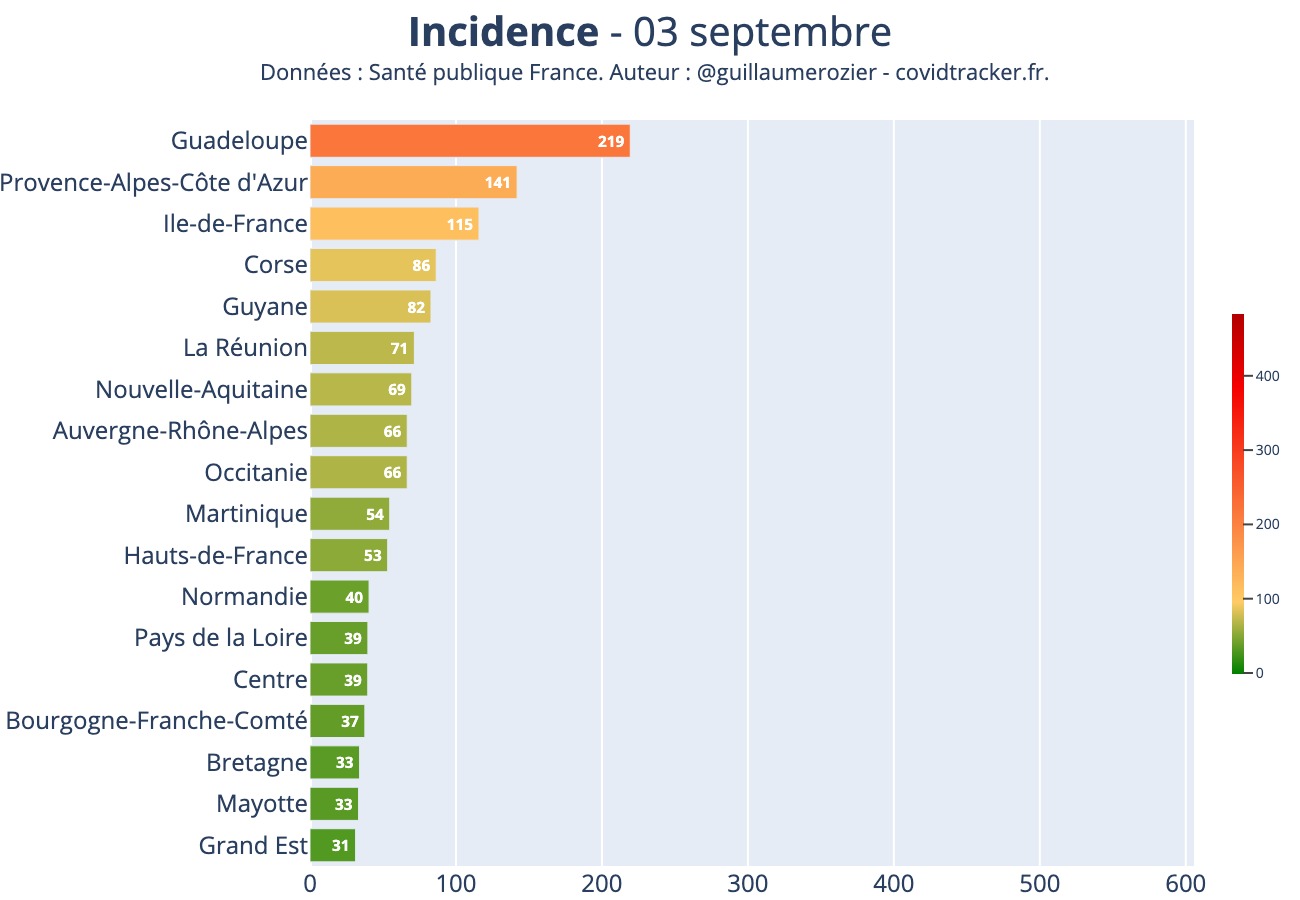 Incidence - 03 septembre
Données : Santé publique France. Auteur : @guillaumerozier - covidtracker.fr.
Guadeloupe 219
Provence-Alpes-Côte d'Azur 141
Ile-de-France 115
Corse 86
Guyane 82
La Réunion 71
Nouvelle-Aquitaine 69
Auvergne-Rhône-Alpes 66
Occitanie 66
Martinique 54
Hauts-de-France 53
Normandie 40
Pays de la Loire 39
Centre 39
Bourgogne-Franche-Comté 37
Bretagne 33
Mayotte 33
Grand Est 31
0 100 200 300 400 500 600
400
300
200
100
0